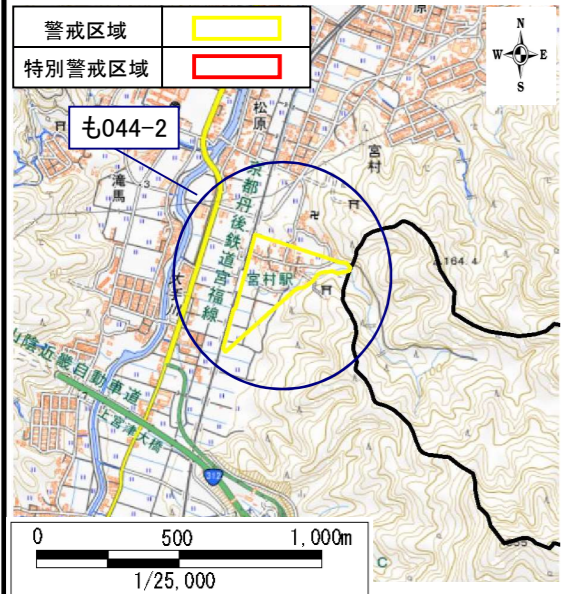 警戒区域
特別警戒区域
N
W E
S
も044-2
原
松原
宮村
滝馬
京都丹後鉄道宮福線
宮村駅
大手川
164.4
山陰近畿自動車道
上宮津大橋
312
0 500 1,000m
1/25,000